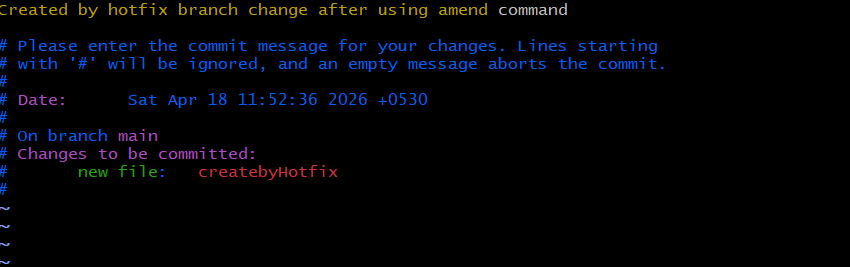 Created by hotfix branch change after using amend command
# Please enter the commit message for your changes. Lines starting
# with '#' will be ignored, and an empty message aborts the commit.
#
# Date:      Sat Apr 18 11:52:36 2026 +0530
#
# On branch main
# Changes to be committed:
#       new file:   createbyHotfix
#
~
~
~
~